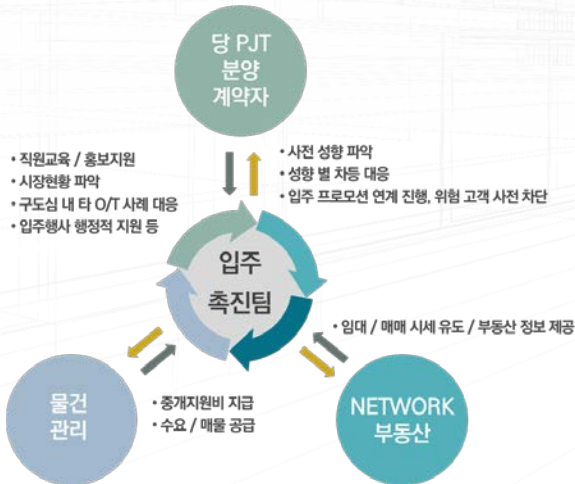 당 PJT
분양
계약자
• 직원교육 / 홍보지원
• 시장현황 파악
• 구도심 내 타 O/T 사례 대응
• 입주행사 행정적 지원 등
• 사전 성향 파악
• 성향 별 차등 대응
• 입주 프로모션 연계 진행, 위험 고객 사전 차단
입주
촉진팀
• 임대 / 매매 시세 유도 / 부동산 정보 제공
물건
관리
• 중개지원비 지급
• 수요 / 매물 공급
NETWORK
부동산